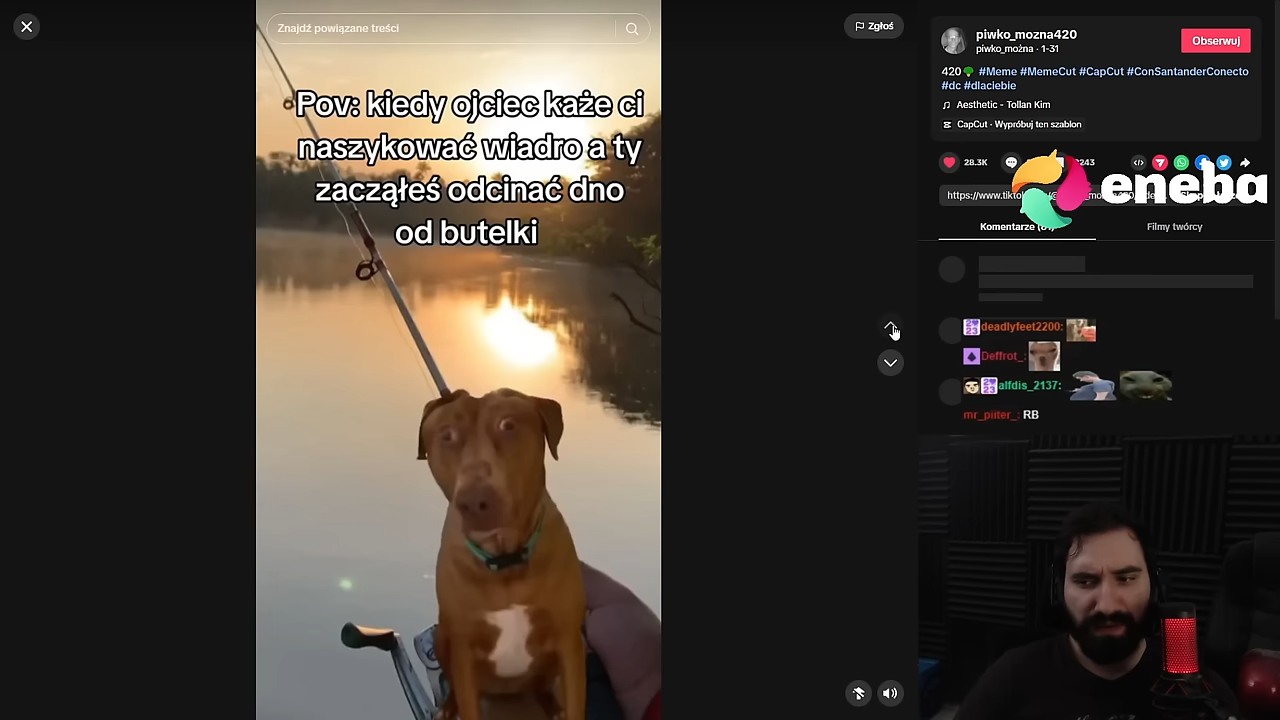 Znajdź powiązane treści
Zgłoś
Pov: kiedy ojciec każe ci
naszykować wiadro a ty
zacząłeś odcinać dno
od butelki
piwko_mozna420
piwko_można · 1-31
Obserwuj
420🥦 #Meme #MemeCut #CapCut #ConSantanderConecto
#dc #dlaciebie
Aesthetic - Tollan Kim
CapCut · Wypróbuj ten szablon
28.3K
eneba
Komentarze
Filmy twórcy
deadlyfeet2200:
Deffrot_:
alfdis_2137:
mr_piiter_: RB